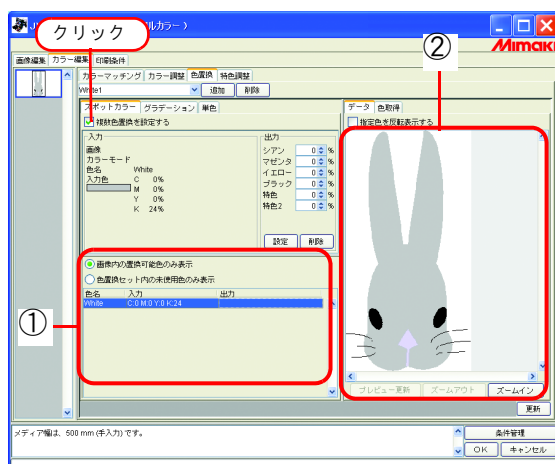 クリック
ルカラー )
②
Mimaki
画像編集 カラー編集 印刷条件
カラーマッチング カラー調整 色置換 特色調整
White1 追加 削除
スポットカラー グラデーション 単色
データ 色取得
複数色置換を設定する
指定色を反転表示する
入力
画像
カラーモード
色名 White
入力色 C 0%
M 0%
Y 0%
K 24%
出力
シアン 0 %
マゼンタ 0 %
イエロー 0 %
ブラック 0 %
特色 0 %
特色2 0 %
設定 削除
画像内の置換可能色のみ表示
色置換セット内の未使用色のみ表示
①
色名 入力 出力
White C:0 M:0 Y:0 K:24
プレビュー更新 ズームアウト ズームイン
更新
メディア幅は、500 mm (手入力) です。
条件管理
OK キャンセル